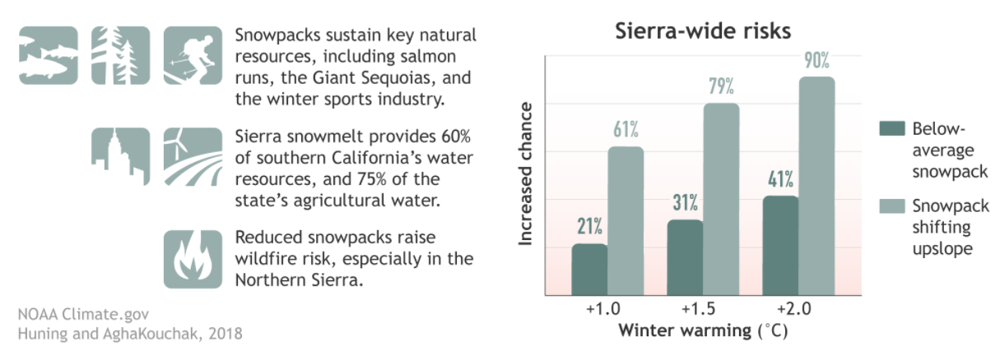 Snowpacks sustain key natural
resources, including salmon
runs, the Giant Sequoias, and
the winter sports industry.
Sierra snowmelt provides 60%
of southern California's water
resources, and 75% of the
state's agricultural water.
Reduced snowpacks raise
wildfire risk, especially in the
Northern Sierra.
NOAA Climate.gov
Huning and AghaKouchak, 2018
Sierra-wide risks
Increased chance
21%
61%
31%
79%
41%
90%
+1.0
+1.5
+2.0
Winter warming (°C)
Below-
average
snowpack
Snowpack
shifting
upslope